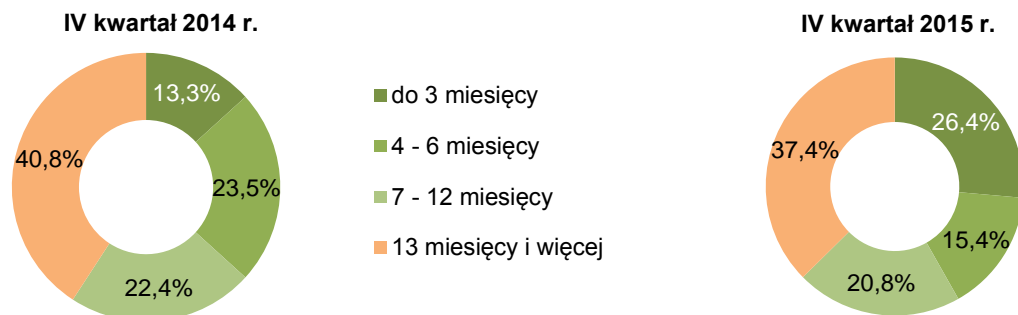 IV kwartał 2014 r.
13,3%
23,5%
22,4%
40,8%
do 3 miesięcy
4 - 6 miesięcy
7 - 12 miesięcy
13 miesięcy i więcej
IV kwartał 2015 r.
26,4%
15,4%
20,8%
37,4%